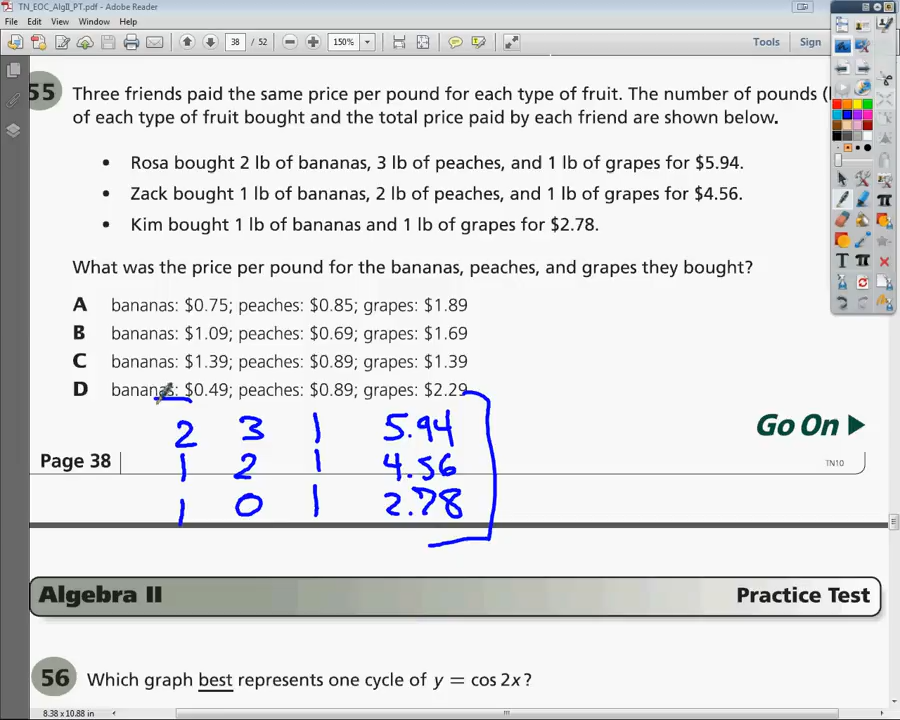 TN_EOC_AlgII_PT.pdf - Adobe Reader
File Edit View Window Help
38 / 52 150% Tools Sign
55 Three friends paid the same price per pound for each type of fruit. The number of pounds (
of each type of fruit bought and the total price paid by each friend are shown below.
• Rosa bought 2 lb of bananas, 3 lb of peaches, and 1 lb of grapes for $5.94.
• Zack bought 1 lb of bananas, 2 lb of peaches, and 1 lb of grapes for $4.56.
• Kim bought 1 lb of bananas and 1 lb of grapes for $2.78.
What was the price per pound for the bananas, peaches, and grapes they bought?
A bananas: $0.75; peaches: $0.85; grapes: $1.89
B bananas: $1.09; peaches: $0.69; grapes: $1.69
C bananas: $1.39; peaches: $0.89; grapes: $1.39
D bananas: $0.49; peaches: $0.89; grapes: $2.29
2 3 1 5.94
Go On
1 2 1 4.56
Page 38
TN10
1 0 1 2.78
Algebra II Practice Test
56 Which graph best represents one cycle of y = cos 2x?
8.38 x 10.88 in